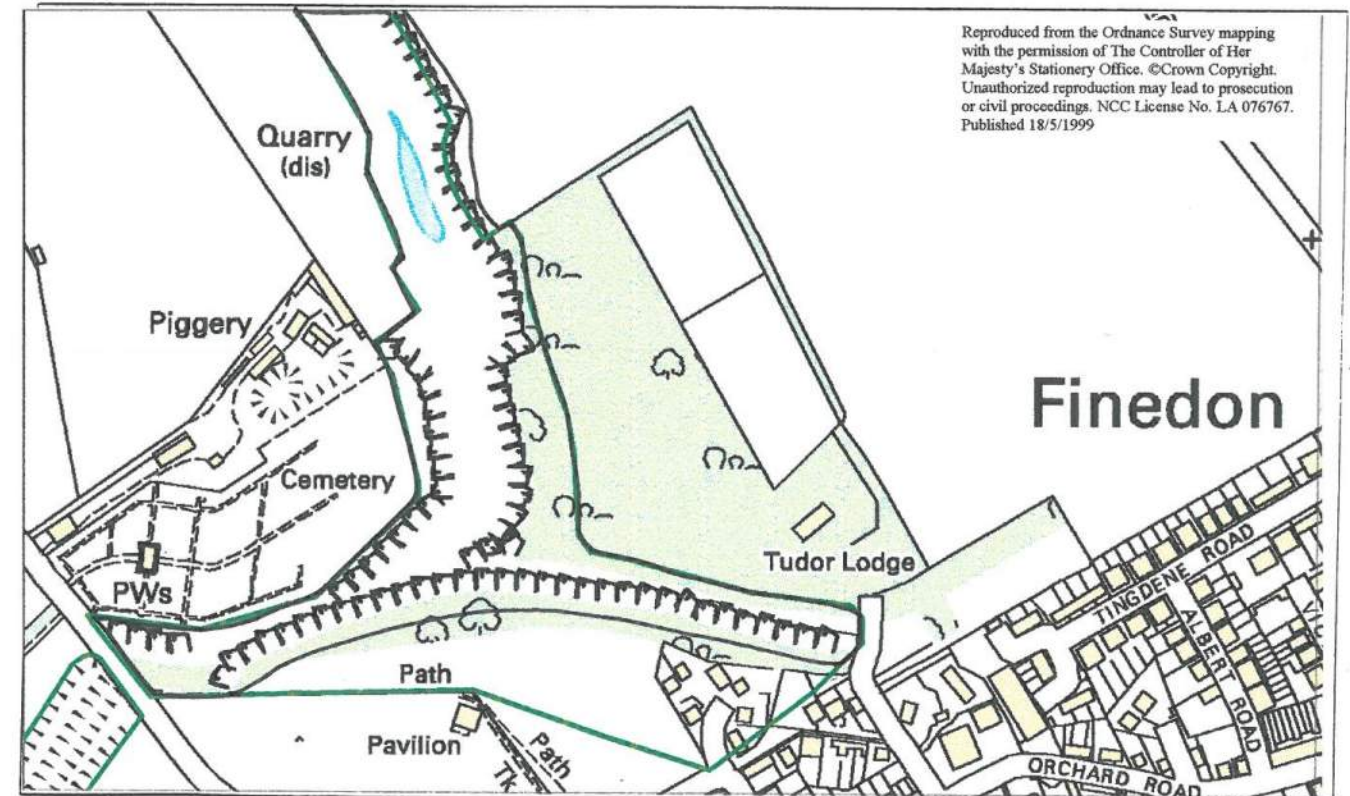 Reproduced from the Ordnance Survey mapping
with the permission of The Controller of Her
Majesty's Stationery Office. ©Crown Copyright.
Unauthorized reproduction may lead to prosecution
or civil proceedings. NCC License No. LA 076767.
Published 18/5/1999
Quarry
(dis)
Piggery
Finedon
Cemetery
Tudor Lodge
TINGDENE ROAD
PWs
ALBERT ROAD
Path
Pavilion
Path
Tk
ORCHARD ROAD